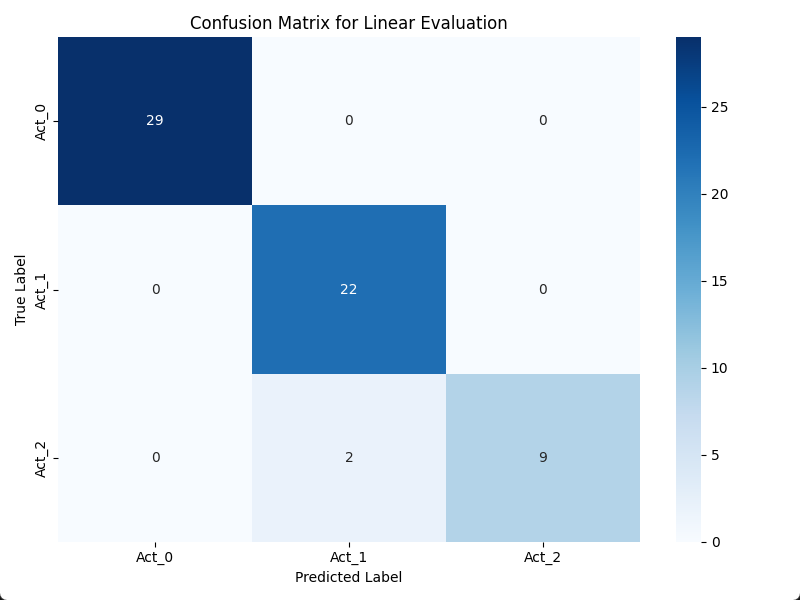 Confusion Matrix for Linear Evaluation
Act_0
29
0
0
25
20
True Label
Act_1
0
22
0
15
10
Act_2
0
2
9
5
0
Act_0
Act_1
Act_2
Predicted Label